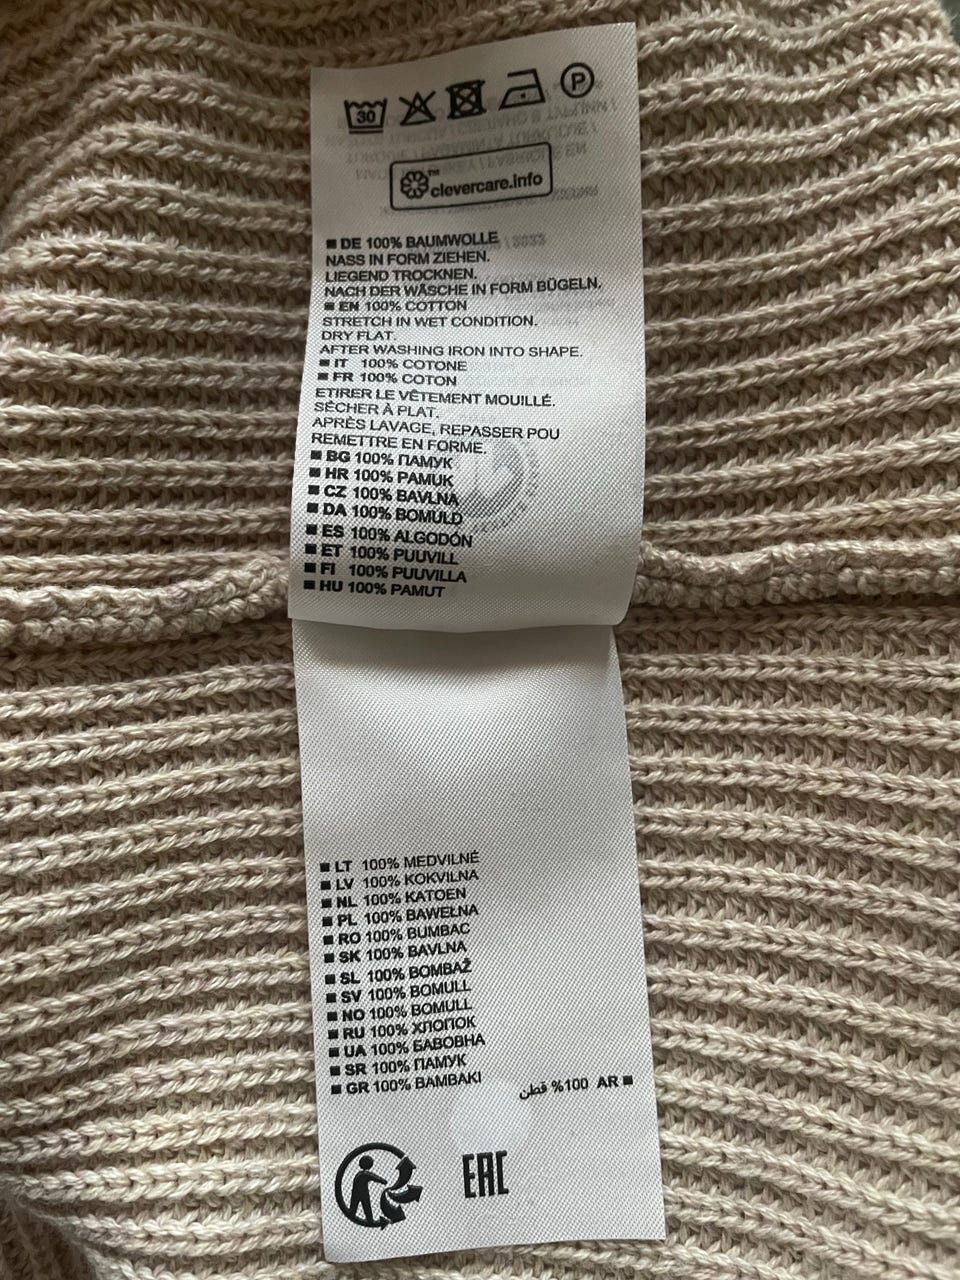 30
P
clevercare.info
™
■ DE 100% BAUMWOLLE
NASS IN FORM ZIEHEN.
LIEGEND TROCKNEN.
NACH DER WÄSCHE IN FORM BÜGELN.
■ EN 100% COTTON
STRETCH IN WET CONDITION.
DRY FLAT.
AFTER WASHING IRON INTO SHAPE.
■ IT 100% COTONE
■ FR 100% COTON
ETIRER LE VÊTEMENT MOUILLÉ.
SÉCHER À PLAT.
APRÈS LAVAGE, REPASSER POU
REMETTRE EN FORME.
■ BG 100% ПАМУК
■ HR 100% PAMUK
■ CZ 100% BAVLNA
■ DA 100% BOMULD
■ ES 100% ALGODÓN
■ ET 100% PUUVILL
■ FI 100% PUUVILLA
■ HU 100% PAMUT
■ LT 100% MEDVILNĖ
■ LV 100% KOKVILNA
■ NL 100% KATOEN
■ PL 100% BAWEŁNA
■ RO 100% BUMBAC
■ SK 100% BAVLNA
■ SL 100% BOMBAŽ
■ SV 100% BOMULL
■ NO 100% BOMULL
■ RU 100% ХЛОПОК
■ UA 100% БАВОВНА
■ SR 100% ПАМУК
■ GR 100% BAMBAKI
■ AR 100% قطن
EAC